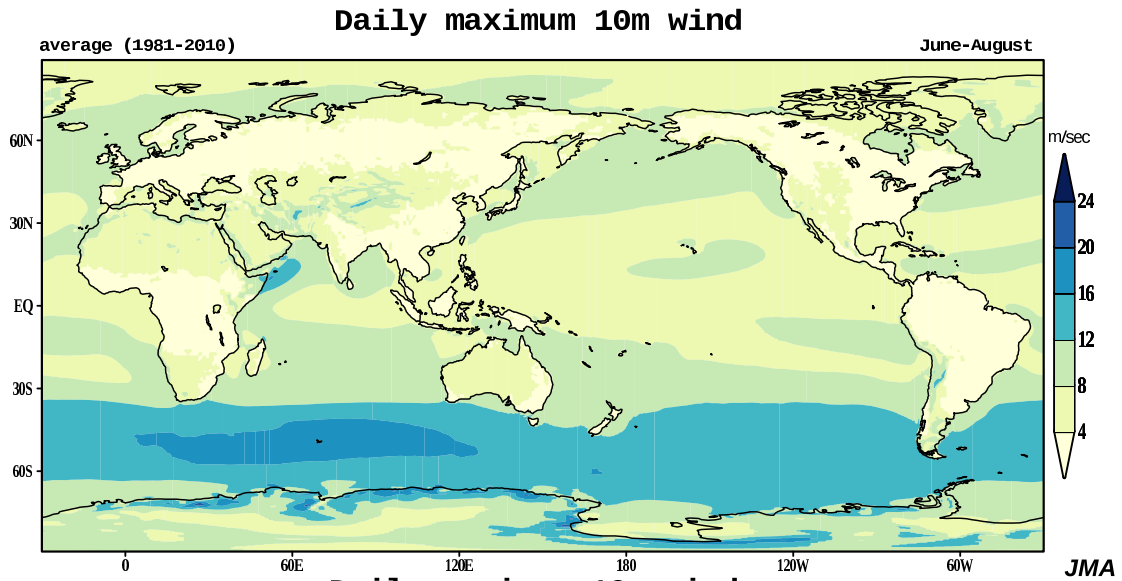 Daily maximum 10m wind
average (1981-2010) June-August
m/sec
60N
30N
EQ
30S
60S
24
20
16
12
8
4
0 60E 120E 180 120W 60W
JMA